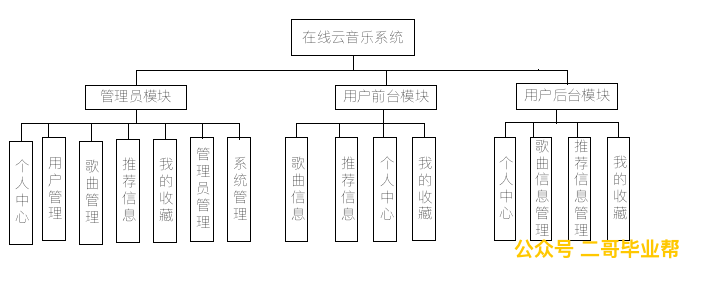 在线云音乐系统
管理员模块
用户前台模块
用户后台模块
个人中心
用户管理
歌曲管理
推荐信息
我的收藏
管理员管理
系统管理
歌曲信息
推荐信息
个人中心
我的收藏
个人中心
歌曲信息管理
推荐信息管理
我的收藏
公众号 二哥毕业帮